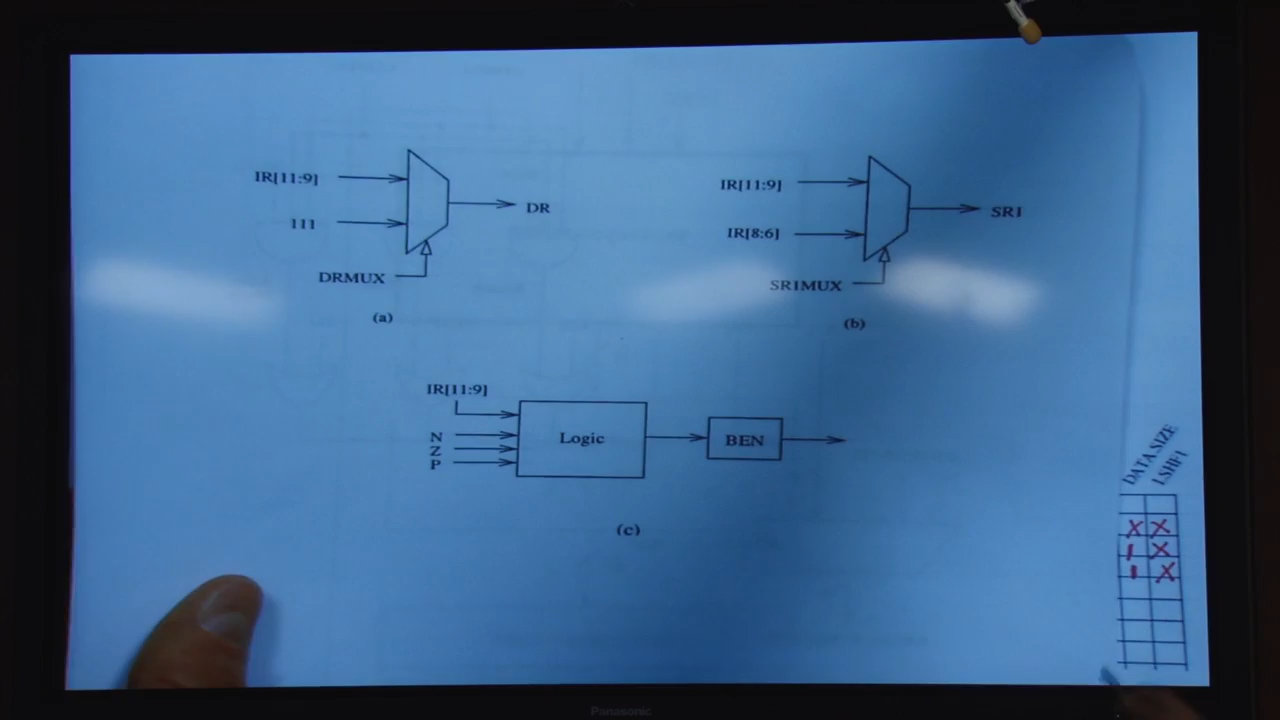 IR[11:9]
111
DR
DRMUX
(a)
IR[11:9]
IR[8:6]
SR1
SR1MUX
(b)
IR[11:9]
N
Z
P
Logic
BEN
(c)
DATA.SIZE
LSHF1
X X
1 X
1 X
Panasonic